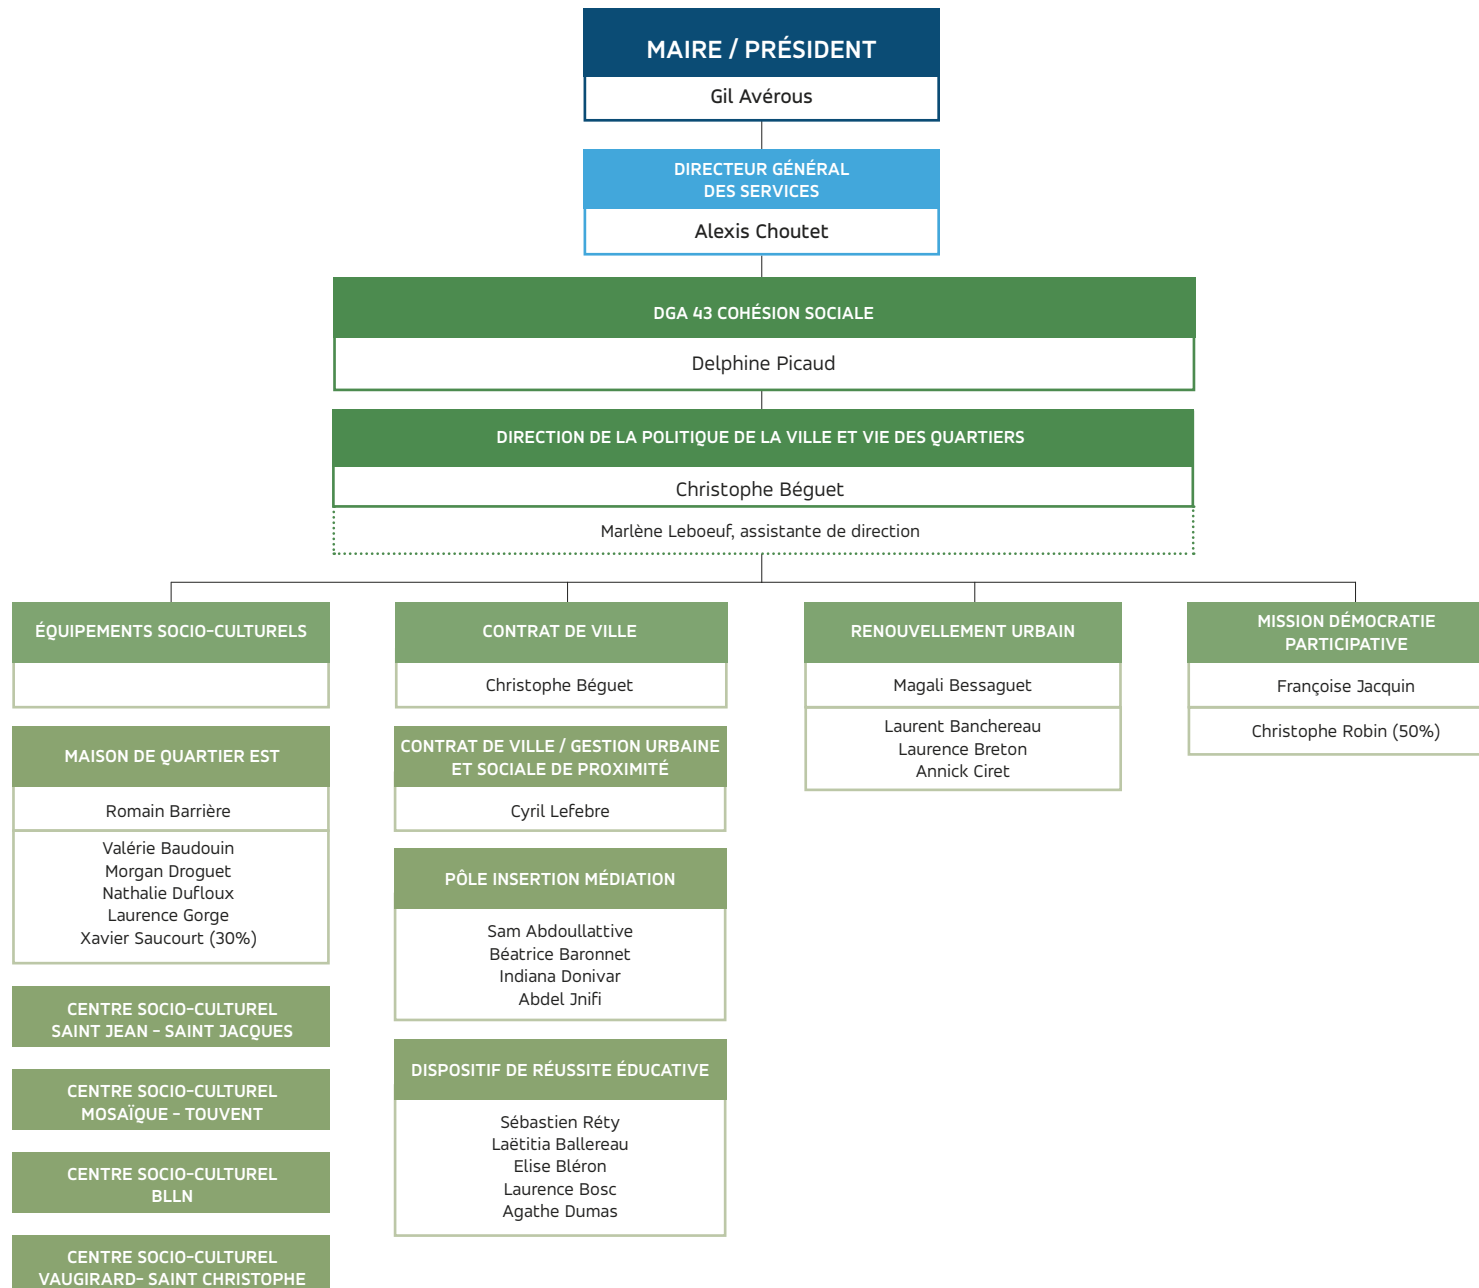 MAIRE / PRÉSIDENT
Gil Avérous
DIRECTEUR GÉNÉRAL
DES SERVICES
Alexis Choutet
DGA 43 COHÉSION SOCIALE
Delphine Picaud
DIRECTION DE LA POLITIQUE DE LA VILLE ET VIE DES QUARTIERS
Christophe Béguet
Marlène Leboeuf, assistante de direction
ÉQUIPEMENTS SOCIO-CULTURELS
MAISON DE QUARTIER EST
Romain Barrière
Valérie Baudouin
Morgan Droguet
Nathalie Dufloux
Laurence Gorge
Xavier Saucourt (30%)
CENTRE SOCIO-CULTUREL
SAINT JEAN - SAINT JACQUES
CENTRE SOCIO-CULTUREL
MOSAÏQUE - TOUVENT
CENTRE SOCIO-CULTUREL
BLLN
CENTRE SOCIO-CULTUREL
VAUGIRARD- SAINT CHRISTOPHE
CONTRAT DE VILLE
Christophe Béguet
CONTRAT DE VILLE / GESTION URBAINE
ET SOCIALE DE PROXIMITÉ
Cyril Lefebre
PÔLE INSERTION MÉDIATION
Sam Abdoullattive
Béatrice Baronnet
Indiana Donivar
Abdel Jnifi
DISPOSITIF DE RÉUSSITE ÉDUCATIVE
Sébastien Réty
Laëtitia Ballereau
Elise Bléron
Laurence Bosc
Agathe Dumas
RENOUVELLEMENT URBAIN
Magali Bessaguet
Laurent Banchereau
Laurence Breton
Annick Ciret
MISSION DÉMOCRATIE
PARTICIPATIVE
Françoise Jacquin
Christophe Robin (50%)